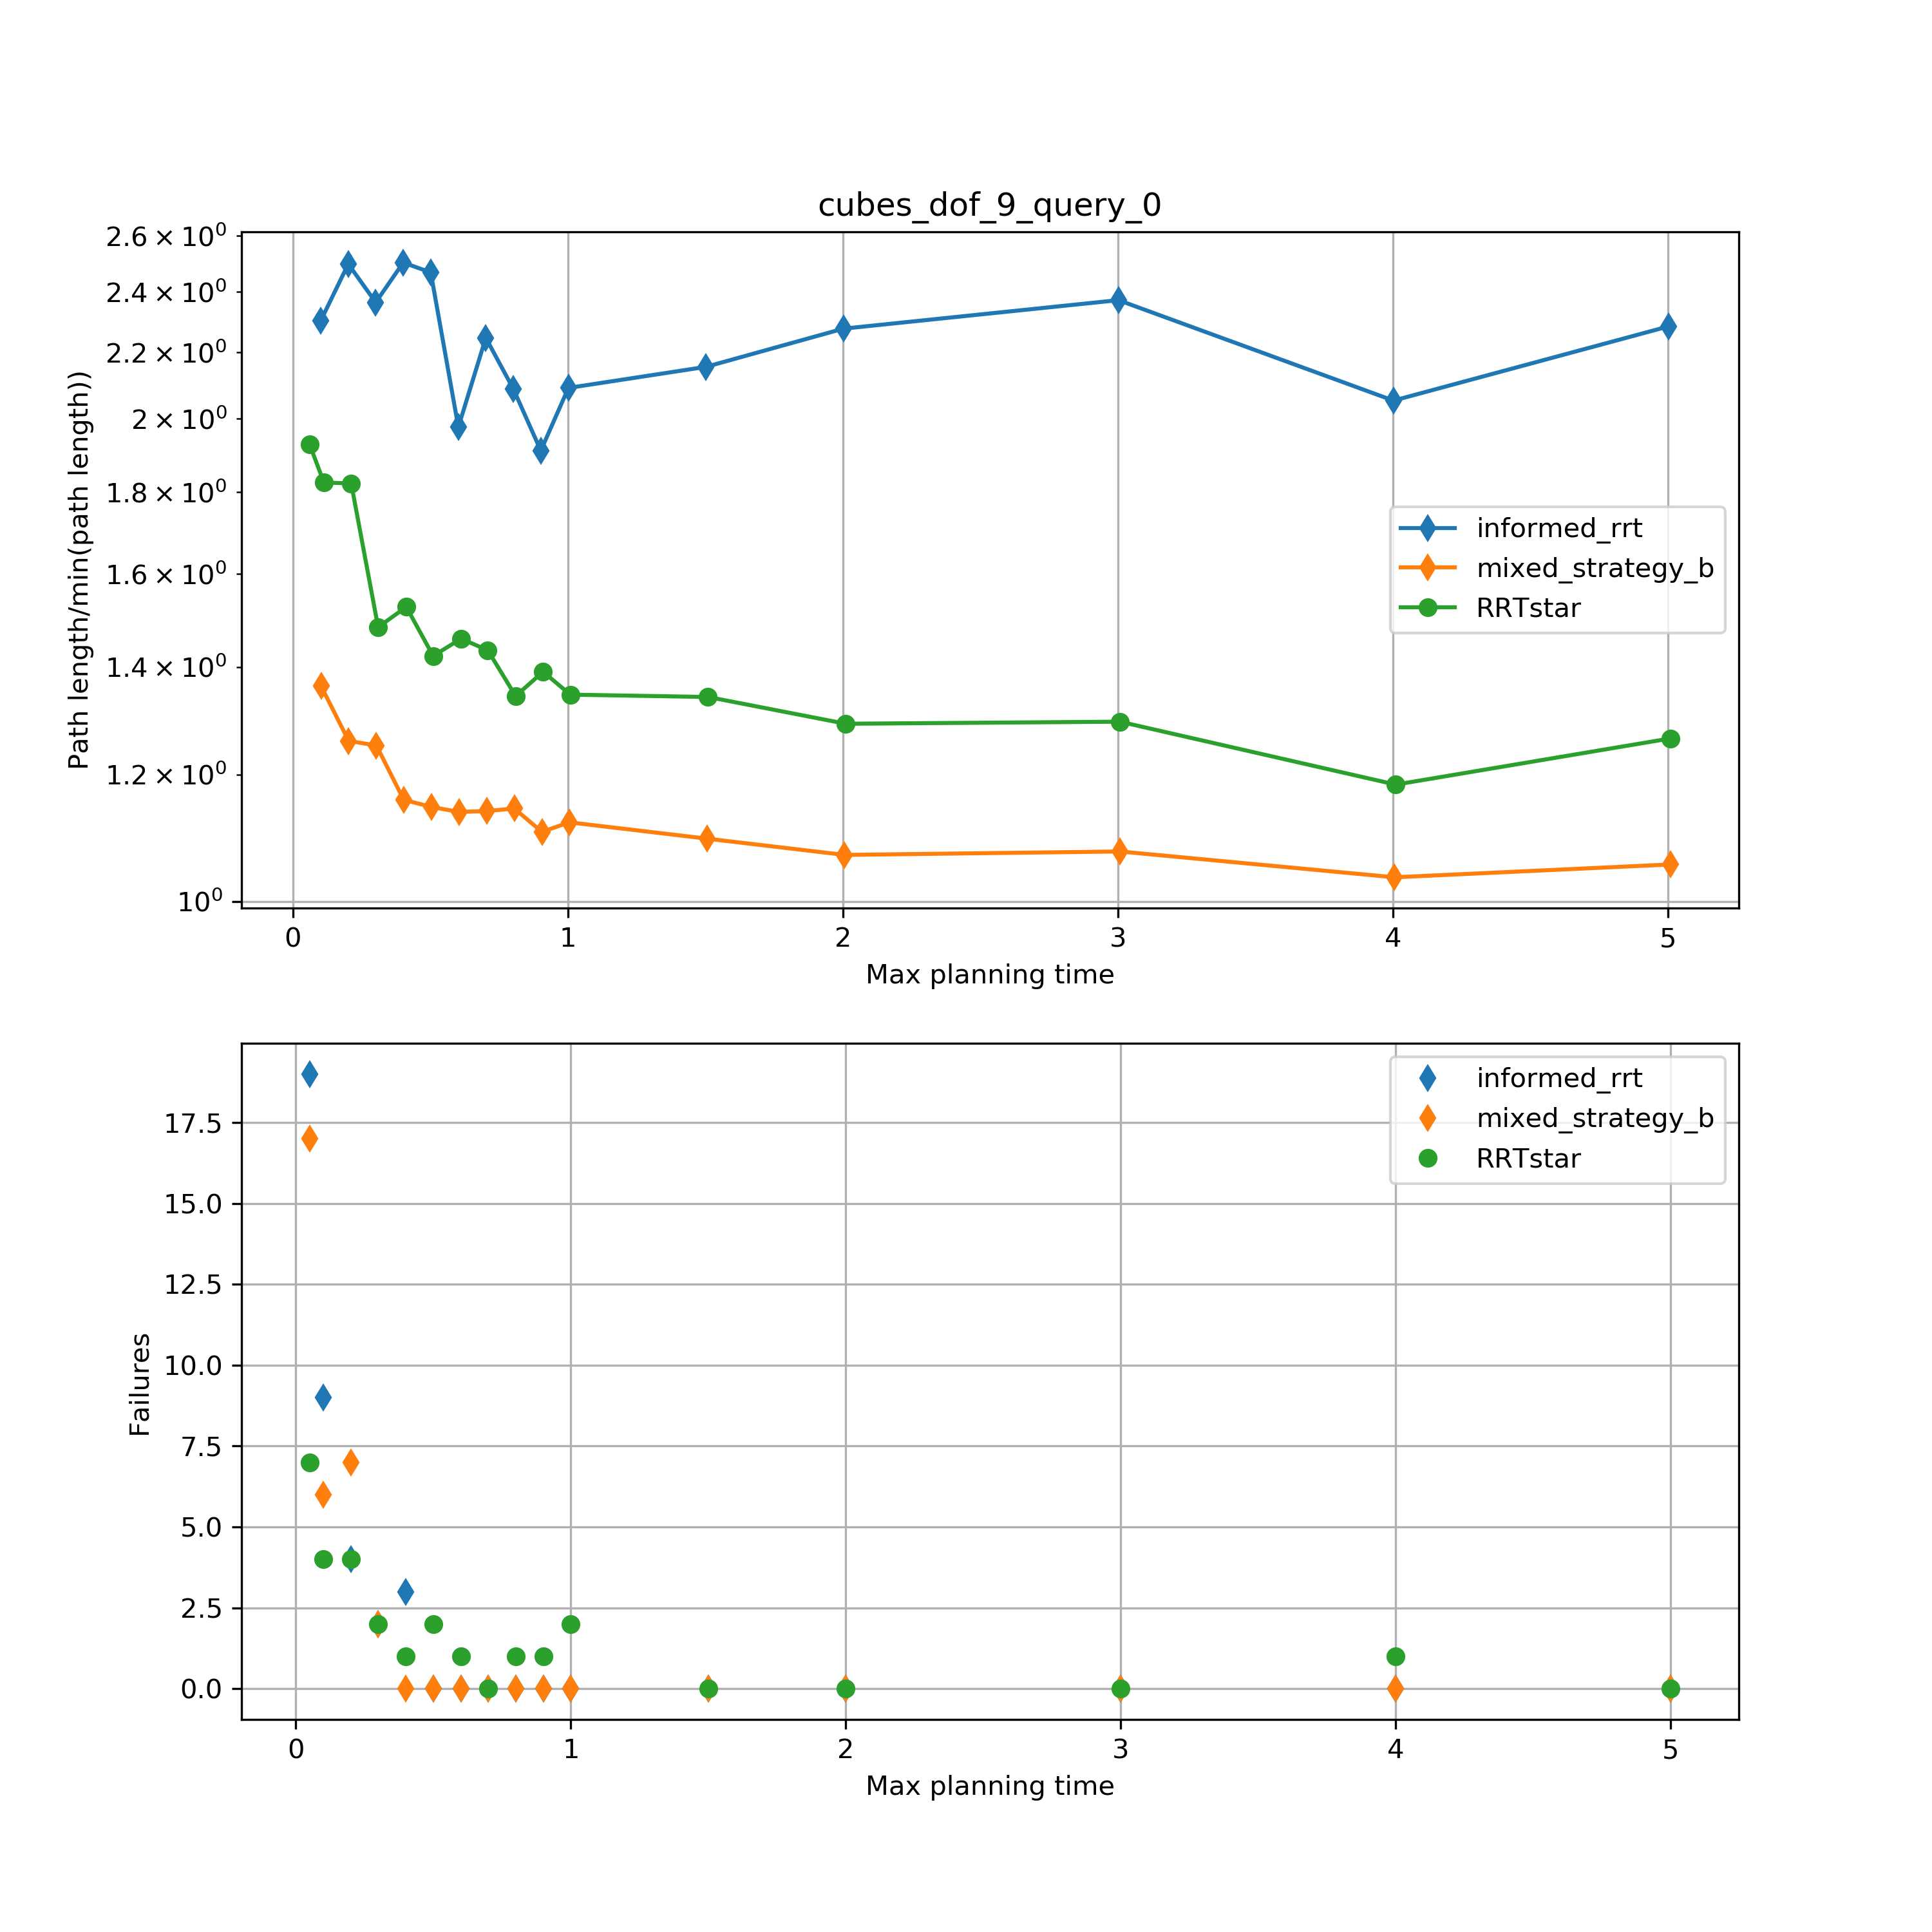 cubes_dof_9_query_0
2.6 × 10⁰
2.4 × 10⁰
2.2 × 10⁰
2 × 10⁰
1.8 × 10⁰
1.6 × 10⁰
1.4 × 10⁰
1.2 × 10⁰
10⁰
Path length/min(path length))
informed_rrt
mixed_strategy_b
RRTstar
0 1 2 3 4 5
Max planning time
17.5
15.0
12.5
10.0
7.5
5.0
2.5
0.0
Failures
informed_rrt
mixed_strategy_b
RRTstar
0 1 2 3 4 5
Max planning time